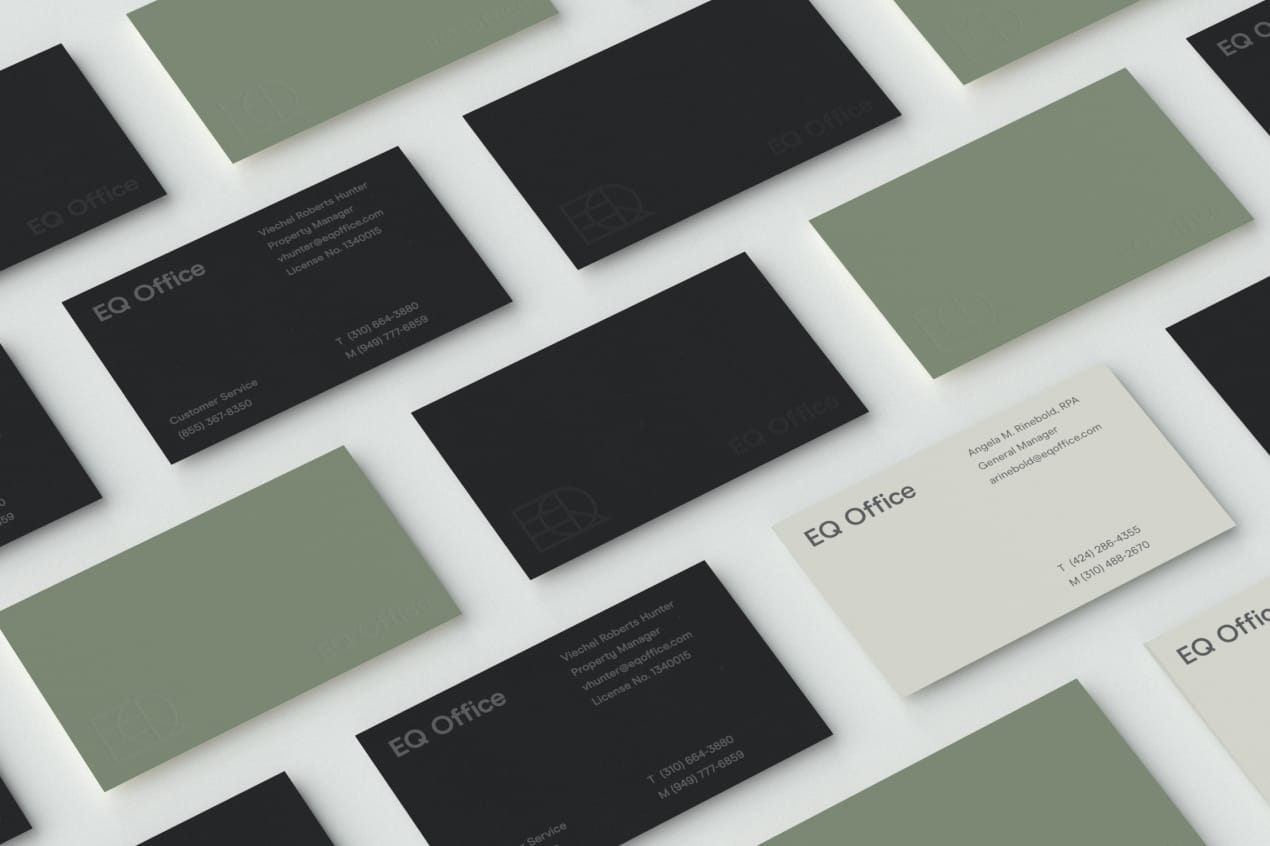 EQ Office
EQ O
EQ Office
EQ Office
Viechel Roberts Hunter
Property Manager
vhunter@eqoffice.com
License No. 1340015
EQ Office
T (310) 664-3880
M (949) 777-6859
Customer Service
(855) 367-8350
EQ Office
Angela M. Rinebold, RPA
General Manager
arinebold@eqoffice.com
EQ Office
T (424) 286-4355
M (310) 488-2670
EQ Office
Viechel Roberts Hunter
Property Manager
vhunter@eqoffice.com
License No. 1340015
EQ Office
T (310) 664-3880
M (949) 777-6859
Service
EQ Offic